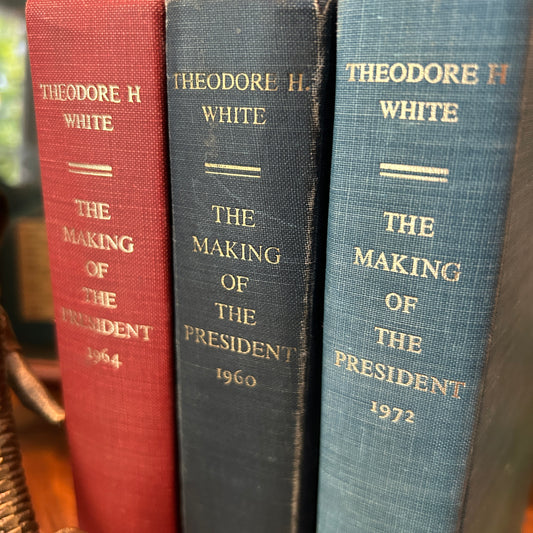 THEODORE H
WHITE
THE
MAKING
OF
THE
PRESIDENT
1964
THEODORE H.
WHITE
THE
MAKING
OF
THE
PRESIDENT
1960
THEODORE H
WHITE
THE
MAKING
OF
THE
PRESIDENT
1972